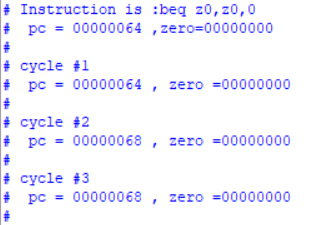 # Instruction is :beq z0,z0,0
#  pc = 00000064 ,zero=00000000
#
# cycle #1
#  pc = 00000064 , zero =00000000
#
# cycle #2
#  pc = 00000068 , zero =00000000
#
# cycle #3
#  pc = 00000068 , zero =00000000
#